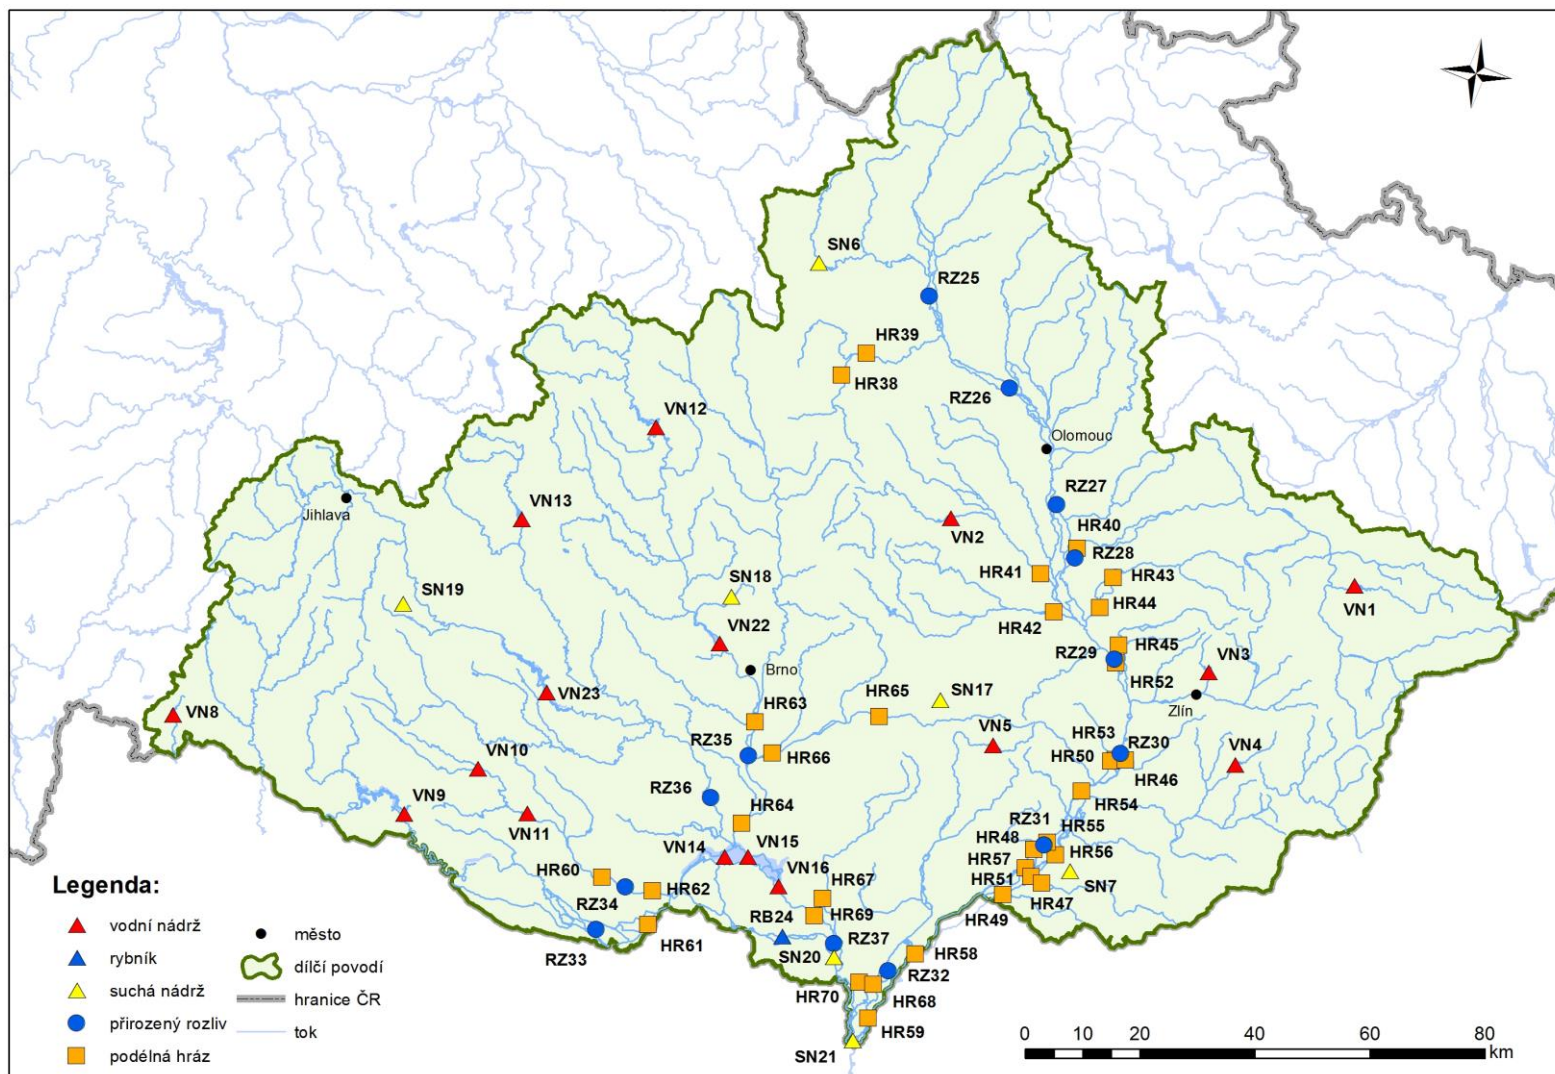 SN6
RZ25
HR39
HR38
RZ26
VN12
Olomouc
Jihlava
VN13
RZ27
VN2
HR40
RZ28
HR41
HR43
SN19
SN18
HR44
VN1
HR42
VN22
HR45
RZ29
VN3
Brno
HR52
VN23
HR65
SN17
Zlín
VN8
HR63
VN5
HR53
RZ30
RZ35
HR50
VN4
VN10
HR66
HR46
RZ36
VN9
HR54
VN11
HR64
RZ31
HR55
HR48
VN14
VN15
HR57
HR56
HR60
VN16
HR51
SN7
HR62
HR67
HR47
RZ34
HR49
RB24
HR69
HR61
RZ37
RZ33
SN20
HR58
RZ32
HR70
HR68
HR59
SN21
Legenda:
vodní nádrž
rybník
suchá nádrž
přirozený rozliv
podélná hráz
město
dílčí povodí
hranice ČR
tok
0 10 20 40 60 80
km